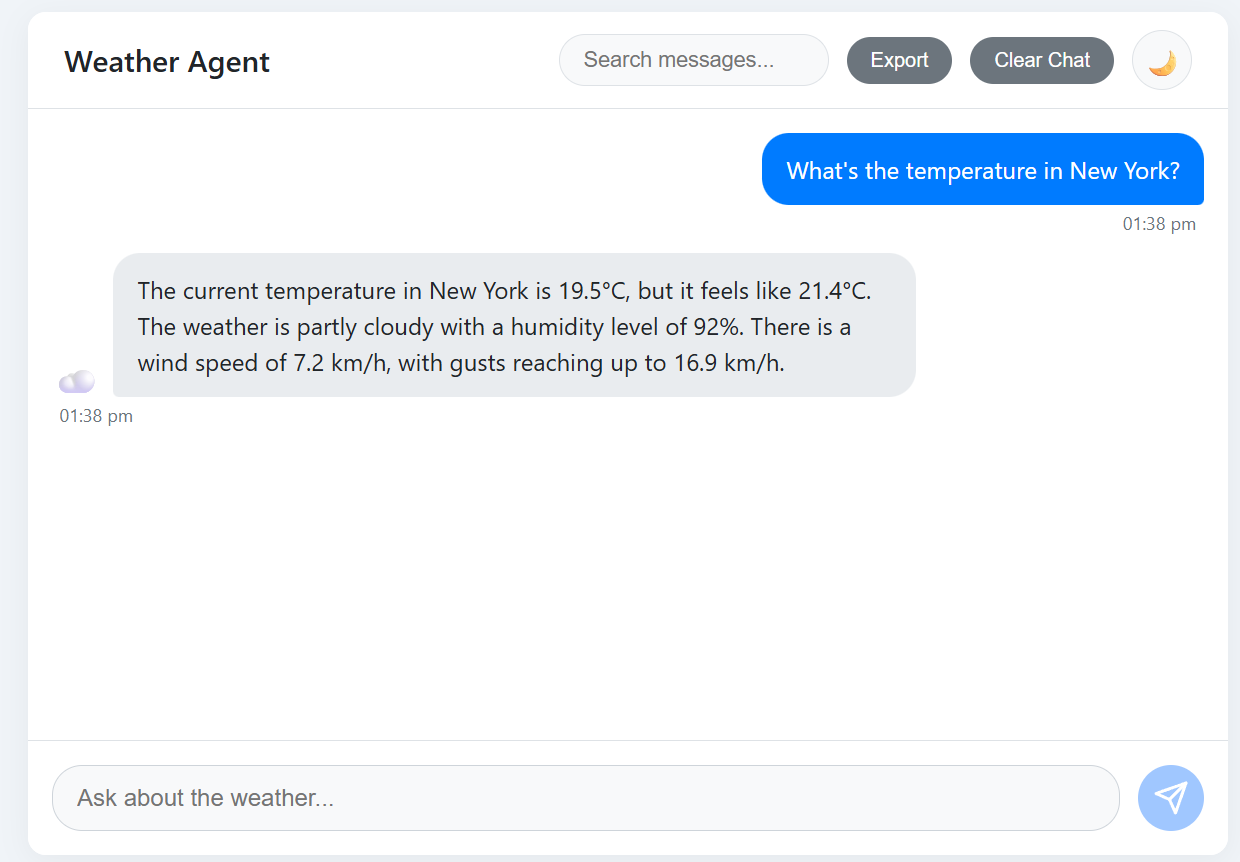 Weather Agent
Search messages...
Export
Clear Chat
What's the temperature in New York?
01:38 pm
The current temperature in New York is 19.5°C, but it feels like 21.4°C.
The weather is partly cloudy with a humidity level of 92%. There is a
wind speed of 7.2 km/h, with gusts reaching up to 16.9 km/h.
01:38 pm
Ask about the weather...